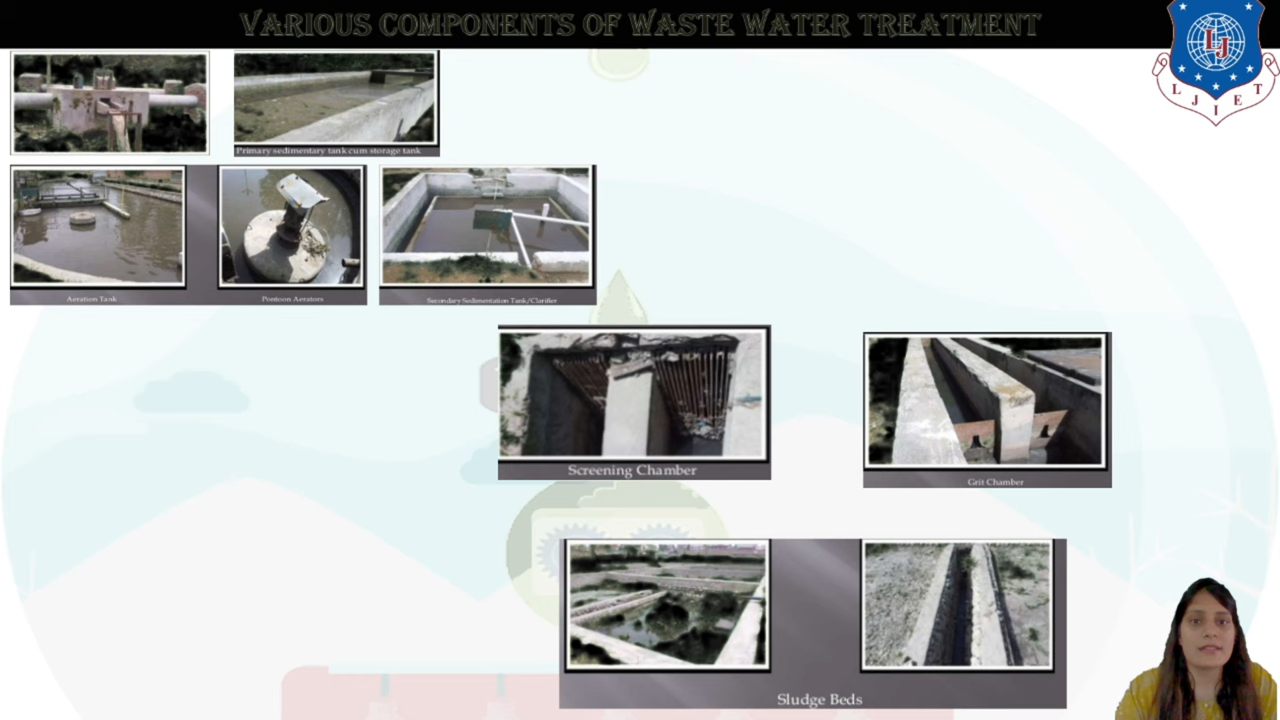 VARIOUS COMPONENTS OF WASTE WATER TREATMENT
LJ
L J I E T
Primary sedimentary tank cum storage tank
Aeration Tank
Pontoon Aerators
Secondary Sedimentation Tank/Clarifier
Screening Chamber
Grit Chamber
Sludge Beds